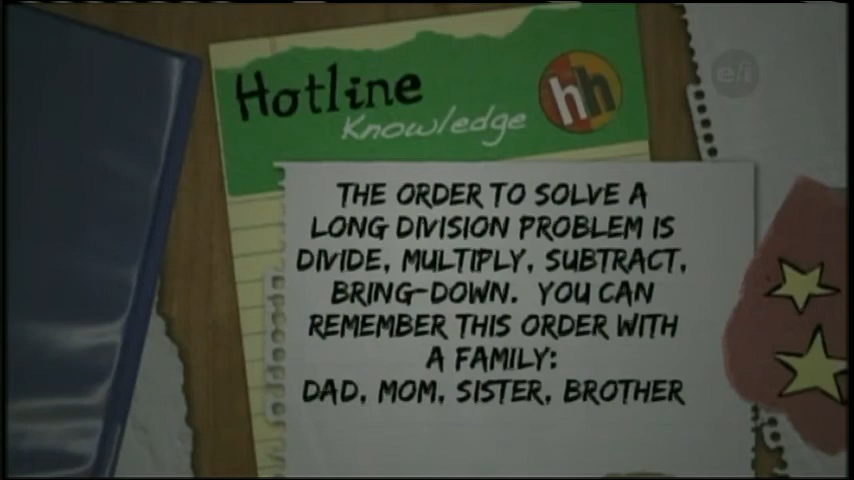 Hotline
Knowledge
hh
e/i
THE ORDER TO SOLVE A
LONG DIVISION PROBLEM IS
DIVIDE, MULTIPLY, SUBTRACT,
BRING-DOWN. YOU CAN
REMEMBER THIS ORDER WITH
A FAMILY:
DAD, MOM, SISTER, BROTHER